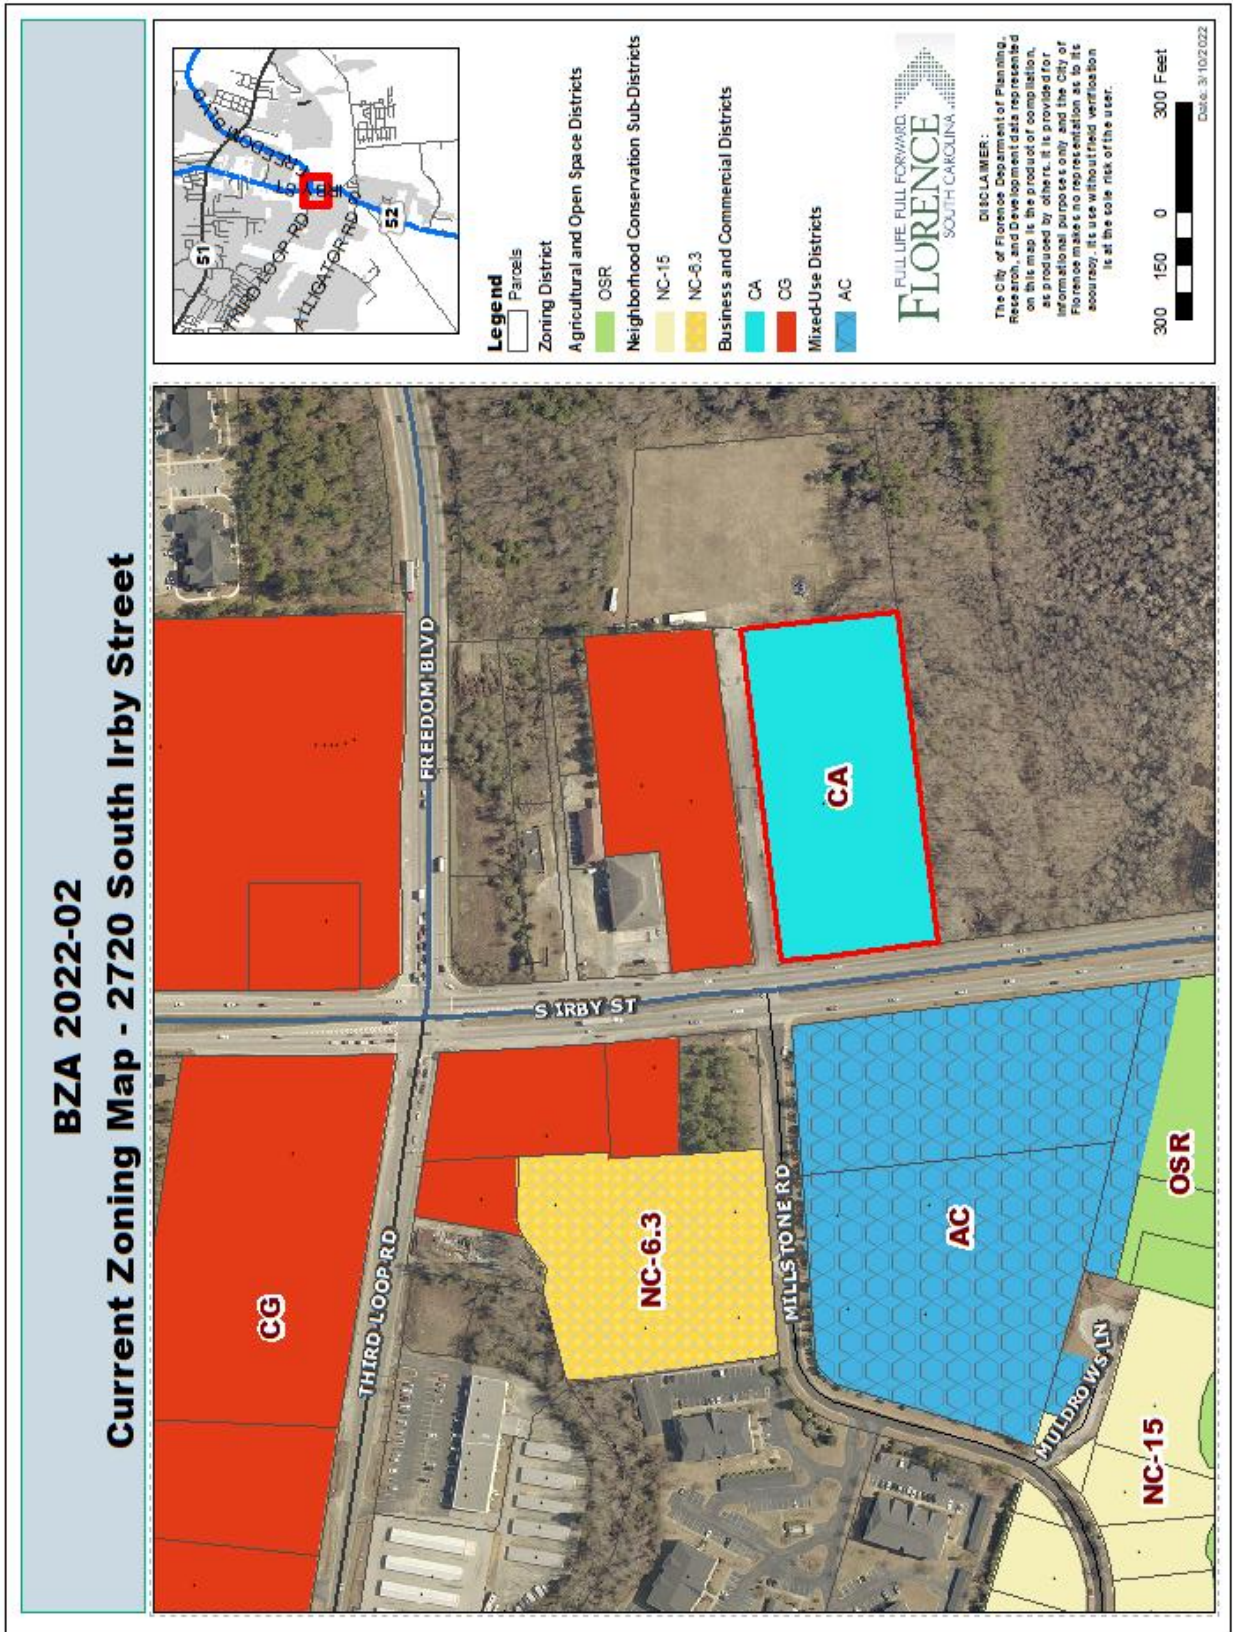 BZA 2022-02
Current Zoning Map - 2720 South Irby Street
CG
THIRD LOOP RD
FREEDOM BLVD
S IRBY ST
NC-6.3
MILLSTONE RD
CA
AC
OSR
MULDROWS LN
NC-15
51
52
THIRD LOOP RD
ALLIGATOR RD
IRBY ST
FREEDOM BLVD
Legend
Parcels
Zoning District
Agricultural and Open Space Districts
OSR
Neighborhood Conservation Sub-Districts
NC-15
NC-6.3
Business and Commercial Districts
CA
CG
Mixed-Use Districts
AC
FULL LIFE. FULL FORWARD.
FLORENCE
SOUTH CAROLINA
DISCLAIMER:
The City of Florence Department of Planning,
Research, and Development data represented
on this map is the product of compilation,
as produced by others. It is provided for
informational purposes only and the City of
Florence makes no representation as to its
accuracy. Its use without field verification
is at the sole risk of the user.
300 150 0 300 Feet
Date: 3/10/2022